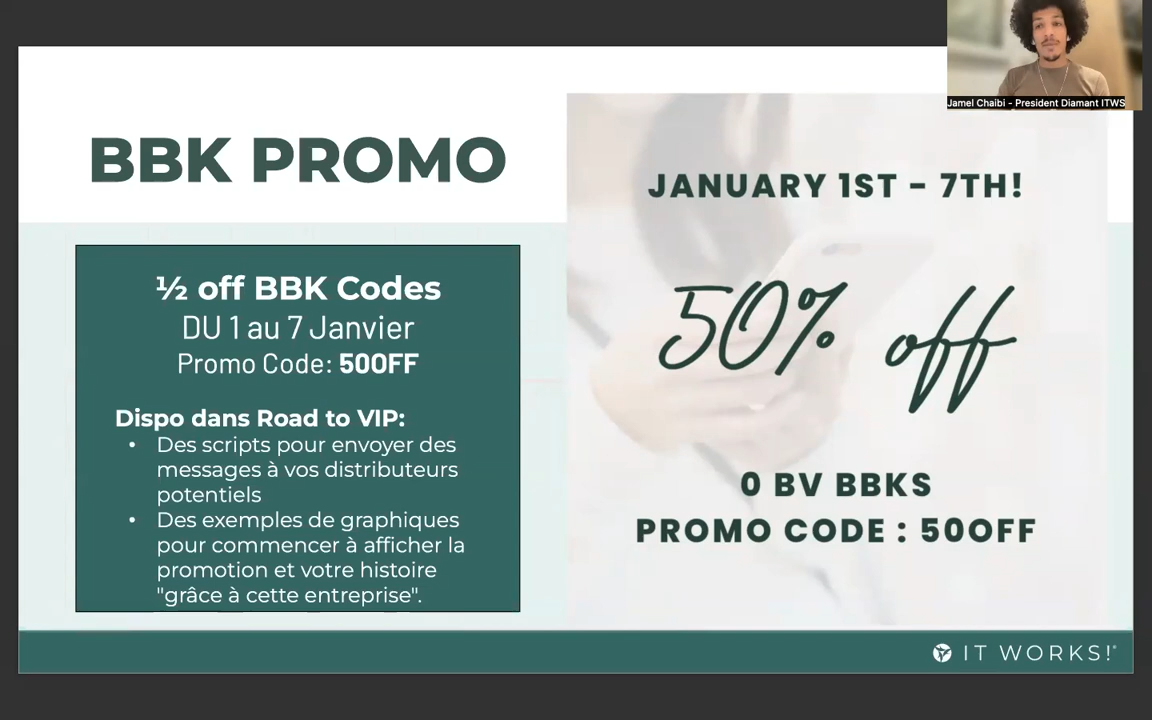 Jamel Chaibi - President Diamant ITWS
BBK PROMO
½ off BBK Codes
DU 1 au 7 Janvier
Promo Code: 50OFF
Dispo dans Road to VIP:
• Des scripts pour envoyer des
messages à vos distributeurs
potentiels
• Des exemples de graphiques
pour commencer à afficher la
promotion et votre histoire
"grâce à cette entreprise".
JANUARY 1ST - 7TH!
50% off
0 BV BBKS
PROMO CODE : 50OFF
IT WORKS!®